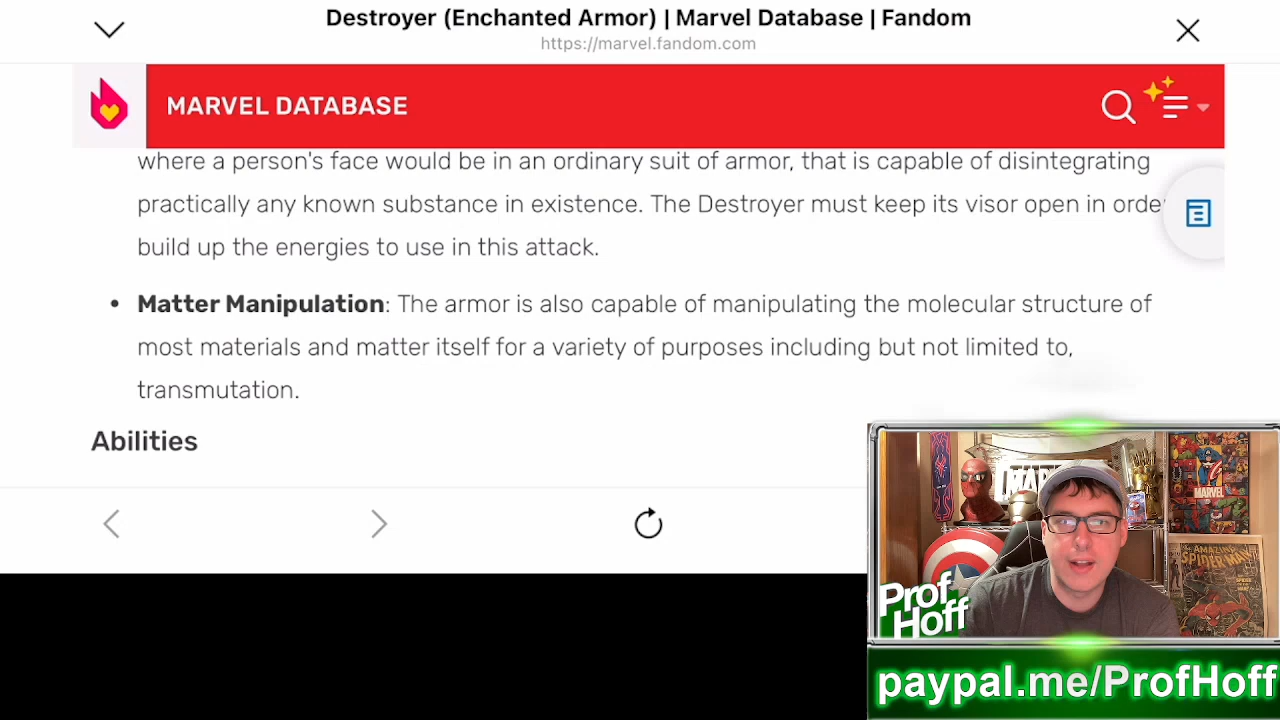 Destroyer (Enchanted Armor) | Marvel Database | Fandom
https://marvel.fandom.com
MARVEL DATABASE
where a person's face would be in an ordinary suit of armor, that is capable of disintegrating
practically any known substance in existence. The Destroyer must keep its visor open in orde
build up the energies to use in this attack.
• Matter Manipulation: The armor is also capable of manipulating the molecular structure of
most materials and matter itself for a variety of purposes including but not limited to,
transmutation.
Abilities
MARVEL
AMAZING
SPIDER-MAN
Prof
Hoff
paypal.me/ProfHoff